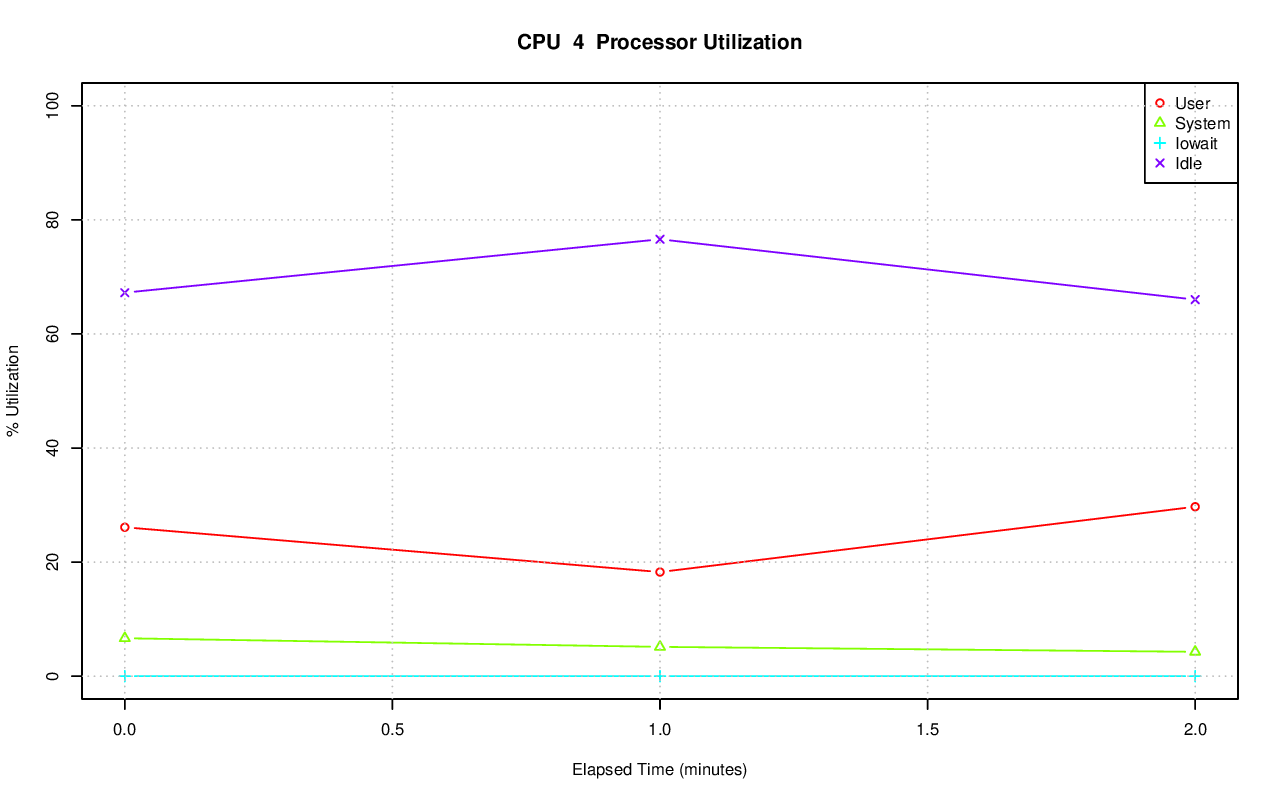 CPU  4  Processor Utilization
User
System
Iowait
Idle
% Utilization
100
80
60
40
20
0
0.0 0.5 1.0 1.5 2.0
Elapsed Time (minutes)